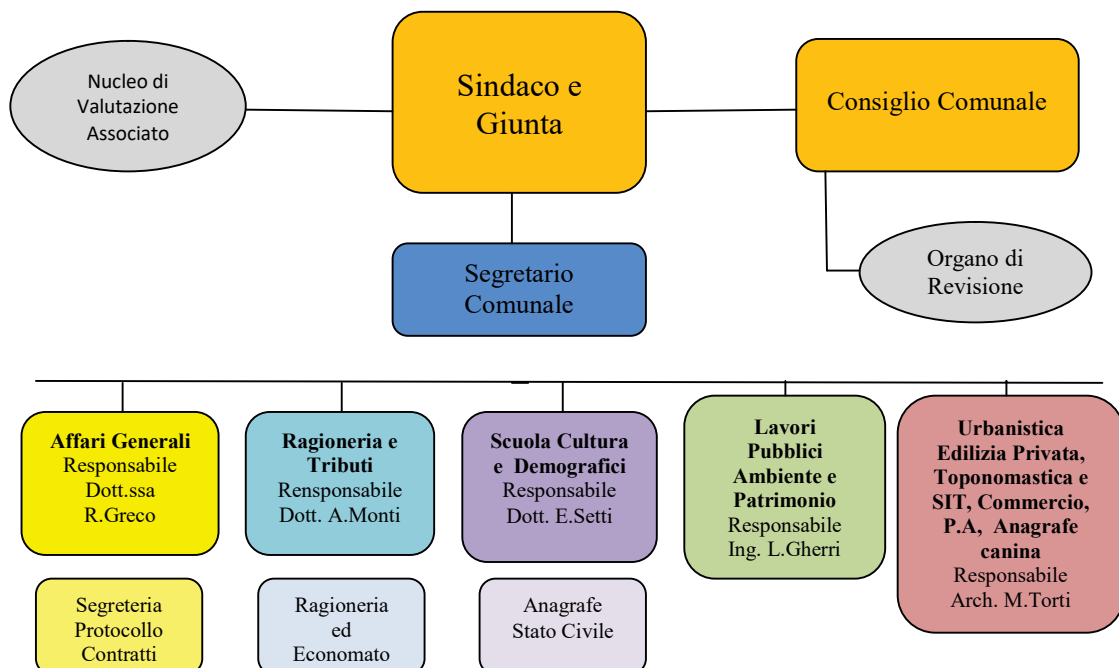 Nucleo di
Valutazione
Associato
Sindaco e
Giunta
Consiglio Comunale
Segretario
Comunale
Organo di
Revisione
Affari Generali
Responsabile
Dott.ssa
R.Greco
Ragioneria e
Tributi
Rensponsabile
Dott. A.Monti
Scuola Cultura
e Demografici
Responsabile
Dott. E.Setti
Lavori
Pubblici
Ambiente e
Patrimonio
Responsabile
Ing. L.Gherri
Urbanistica
Edilizia Privata,
Toponomastica e
SIT, Commercio,
P.A, Anagrafe
canina
Responsabile
Arch. M.Torti
Segreteria
Protocollo
Contratti
Ragioneria
ed
Economato
Anagrafe
Stato Civile